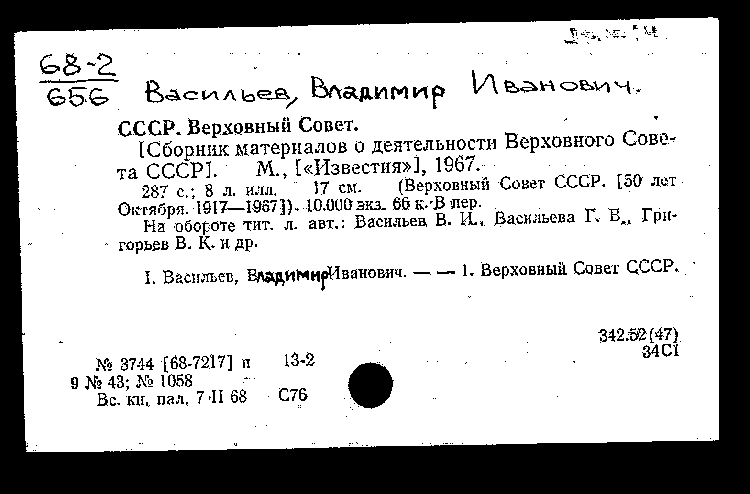 68-2
656
Васильев, Владимир Иванович.
СССР. Верховный Совет.
[Сборник материалов о деятельности Верховного Сове-
та СССР]. М., [«Известия»], 1967.
287 с.; 8 л. илл. 17 см. (Верховный Совет СССР. [50 лет
Октября. 1917—1967]). 10.000 экз. 66 к. В пер.
На обороте тит. л. авт.: Васильев В. И., Васильева Г. В., Гри-
горьев В. К. и др.
I. Васильев, Владимир Иванович. — — 1. Верховный Совет СССР.
342.52(47)
34С1
№ 3744 [68-7217] п 13-2
9 № 43; № 1058
Вс. кн. пал. 7 II 68 С76